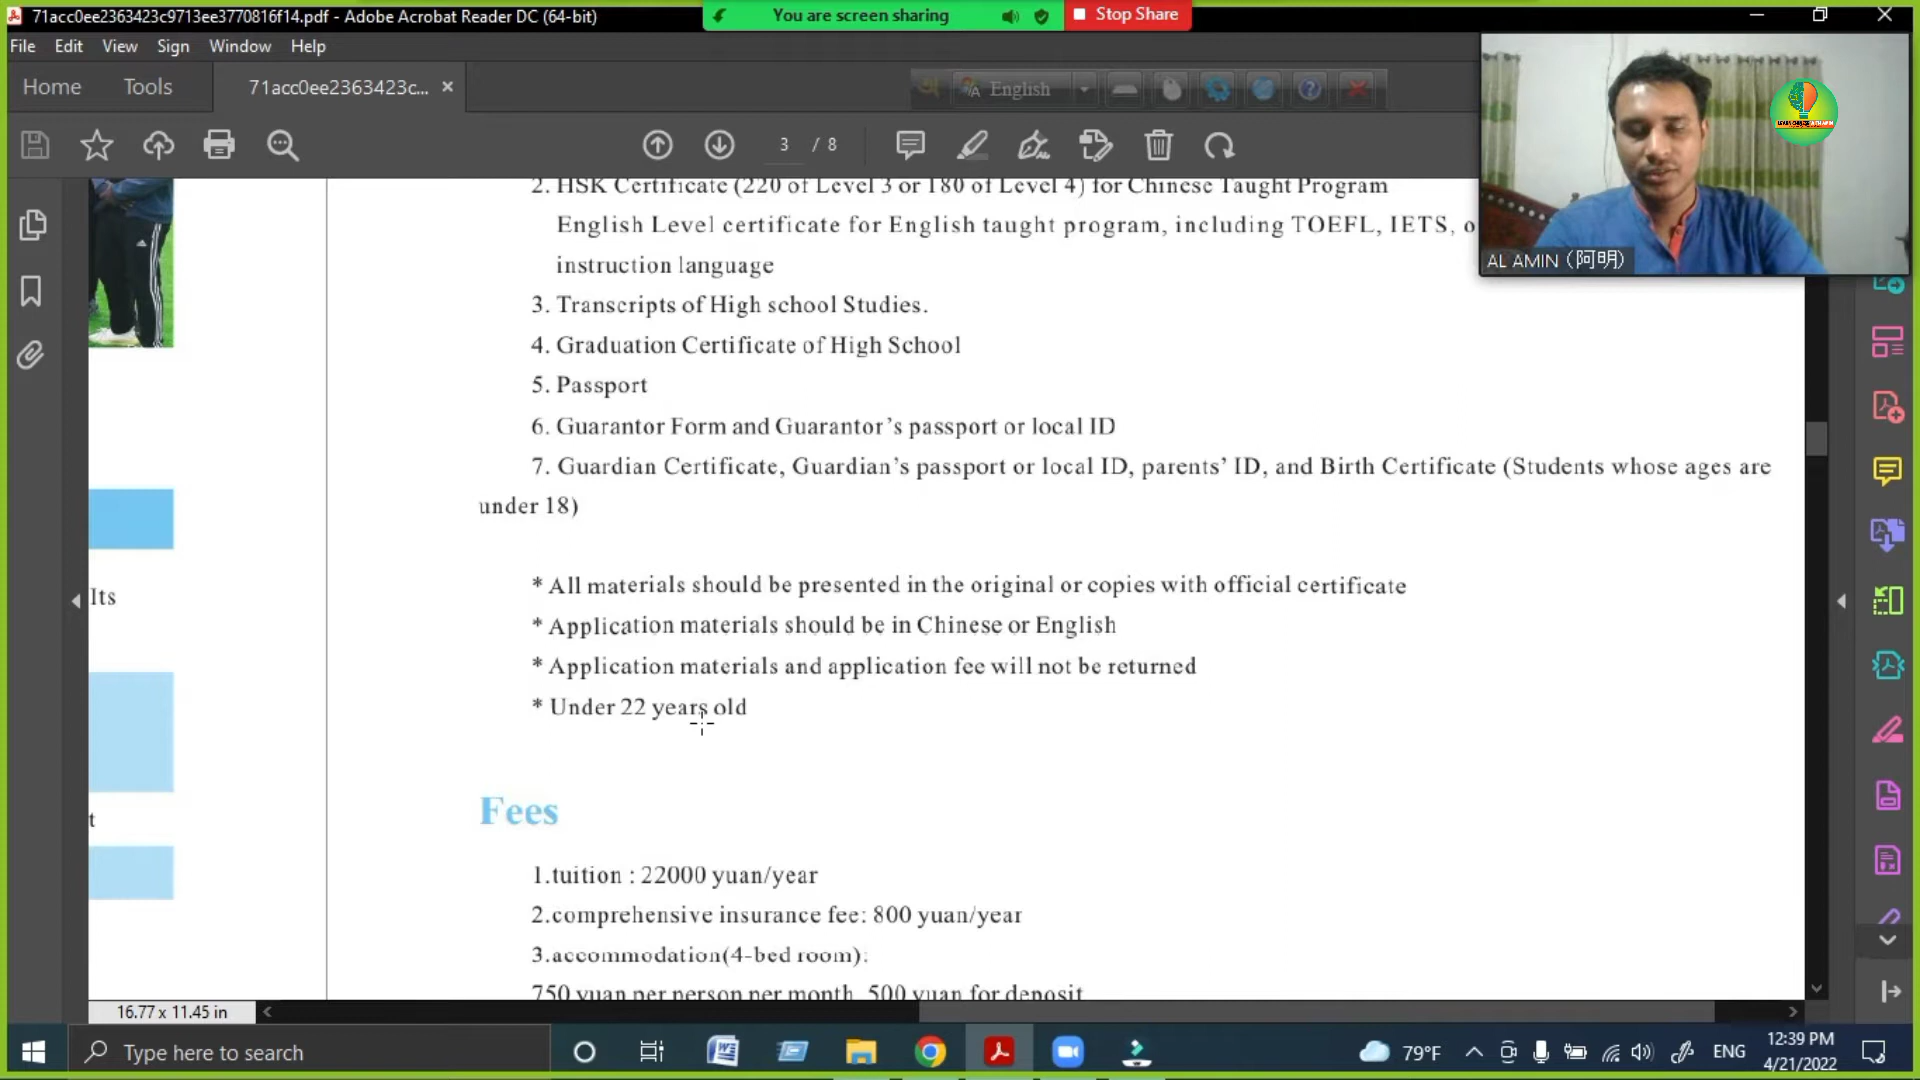 71acc0ee2363423c9713ee3770816f14.pdf - Adobe Acrobat Reader DC (64-bit)
You are screen sharing
Stop Share
File Edit View Sign Window Help
Home Tools 71acc0ee2363423c...
English
3 / 8
2. HSK Certificate (220 of Level 3 or 180 of Level 4) for Chinese Taught Program
English Level certificate for English taught program, including TOEFL, IETS, o
instruction language
AL AMIN (阿明)
3. Transcripts of High school Studies.
4. Graduation Certificate of High School
5. Passport
6. Guarantor Form and Guarantor's passport or local ID
7. Guardian Certificate, Guardian's passport or local ID, parents' ID, and Birth Certificate (Students whose ages are
under 18)
* All materials should be presented in the original or copies with official certificate
Its
* Application materials should be in Chinese or English
* Application materials and application fee will not be returned
* Under 22 years old
Fees
t
1.tuition : 22000 yuan/year
2.comprehensive insurance fee: 800 yuan/year
3.accommodation(4-bed room):
750 yuan per person per month, 500 yuan for deposit
16.77 x 11.45 in
Type here to search
79°F
ENG
12:39 PM
4/21/2022